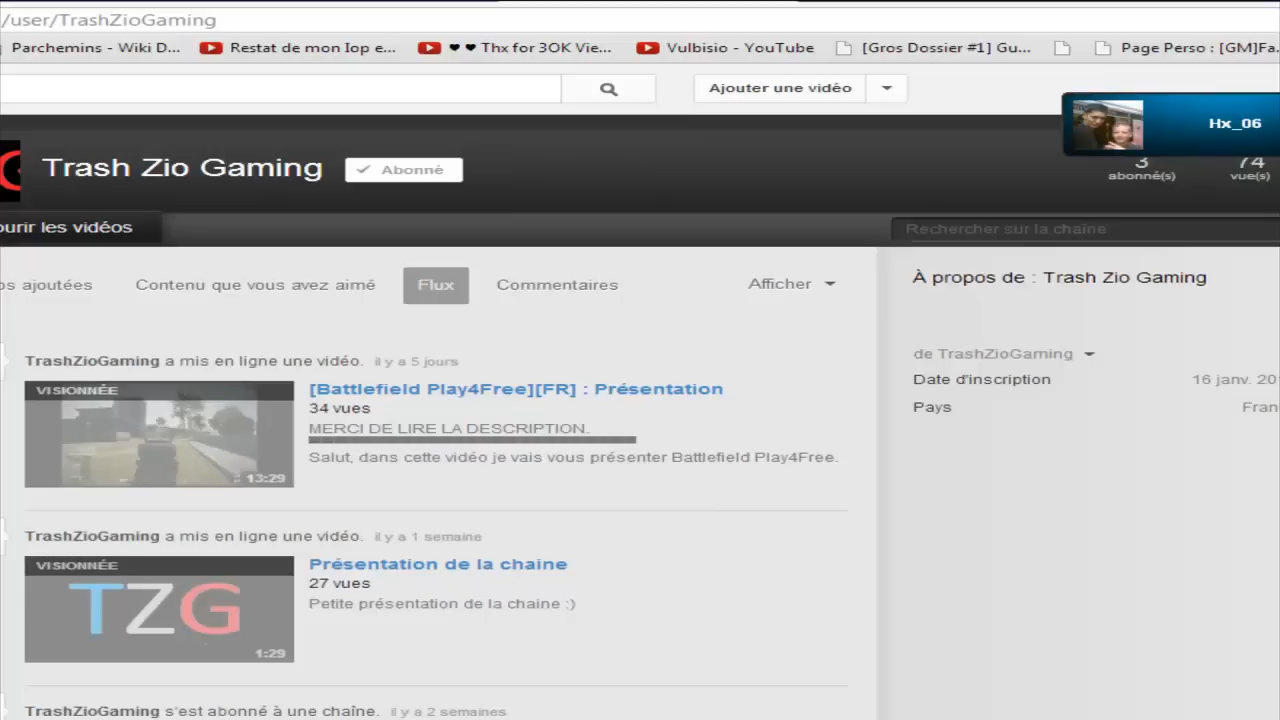 /user/TrashZioGaming
Parchemins - Wiki D... Restat de mon Iop e... ♥ ♥ Thx for 30K Vie... Vulbisio - YouTube [Gros Dossier #1] Gu... Page Perso : [GM]Fa.
Ajouter une vidéo
Hx_06
Trash Zio Gaming Abonné
3 74
abonné(s) vue(s)
ourir les vidéos
Rechercher sur la chaîne
os ajoutées Contenu que vous avez aimé Flux Commentaires Afficher
À propos de : Trash Zio Gaming
de TrashZioGaming
Date d'inscription 16 janv. 20
Pays Fran
TrashZioGaming a mis en ligne une vidéo. il y a 5 jours
VISIONNÉE
13:29
[Battlefield Play4Free][FR] : Présentation
34 vues
MERCI DE LIRE LA DESCRIPTION.
Salut, dans cette vidéo je vais vous présenter Battlefield Play4Free.
TrashZioGaming a mis en ligne une vidéo. il y a 1 semaine
VISIONNÉE
TZG
1:29
Présentation de la chaine
27 vues
Petite présentation de la chaine :)
TrashZioGaming s'est abonné à une chaîne. il y a 2 semaines